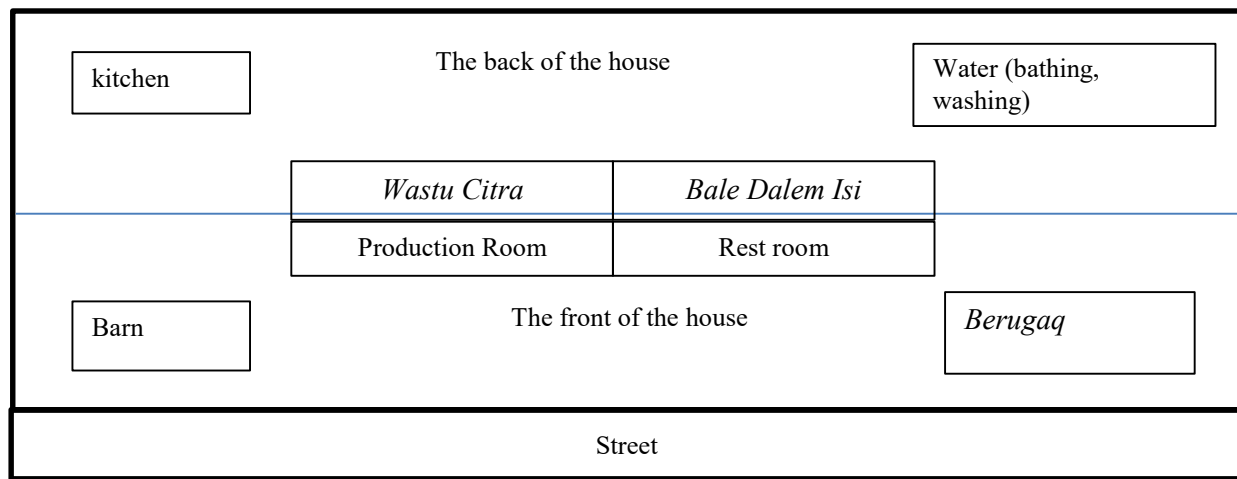 kitchen
The back of the house
Water (bathing,
washing)
Wastu Citra
Bale Dalem Isi
Production Room
Rest room
Barn
The front of the house
Berugaq
Street